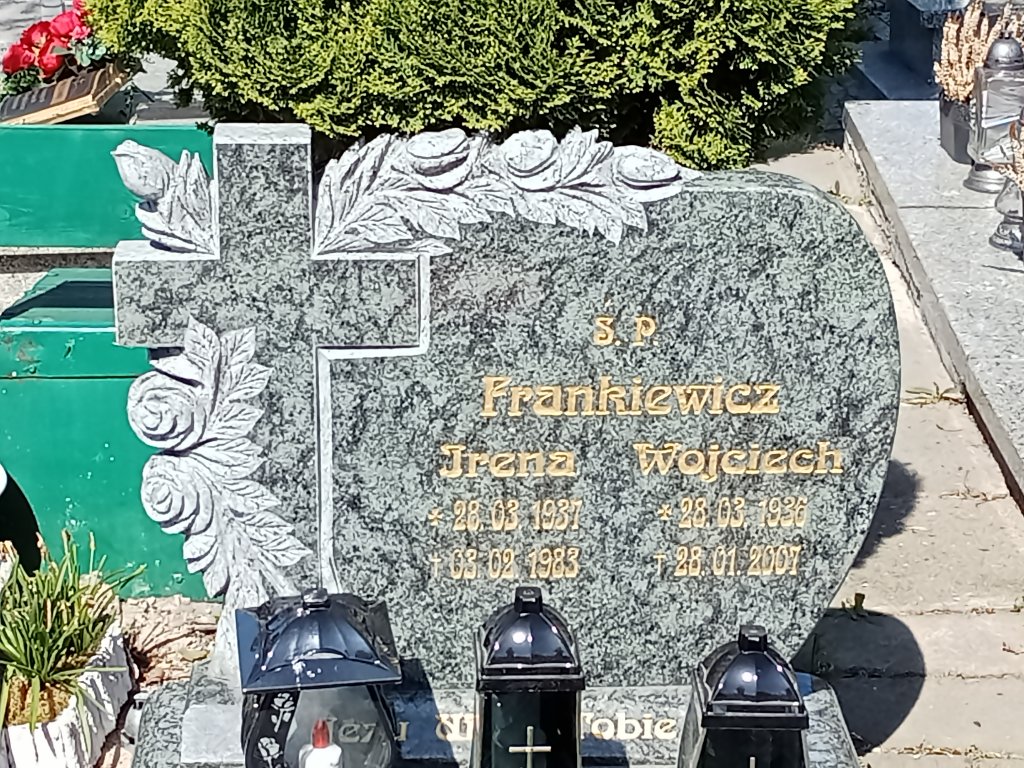 Ś. P.
Frankiewicz
Irena Wojciech
* 28 03 1937 * 28 03 1936
† 03 02 1983 † 28 01 2007